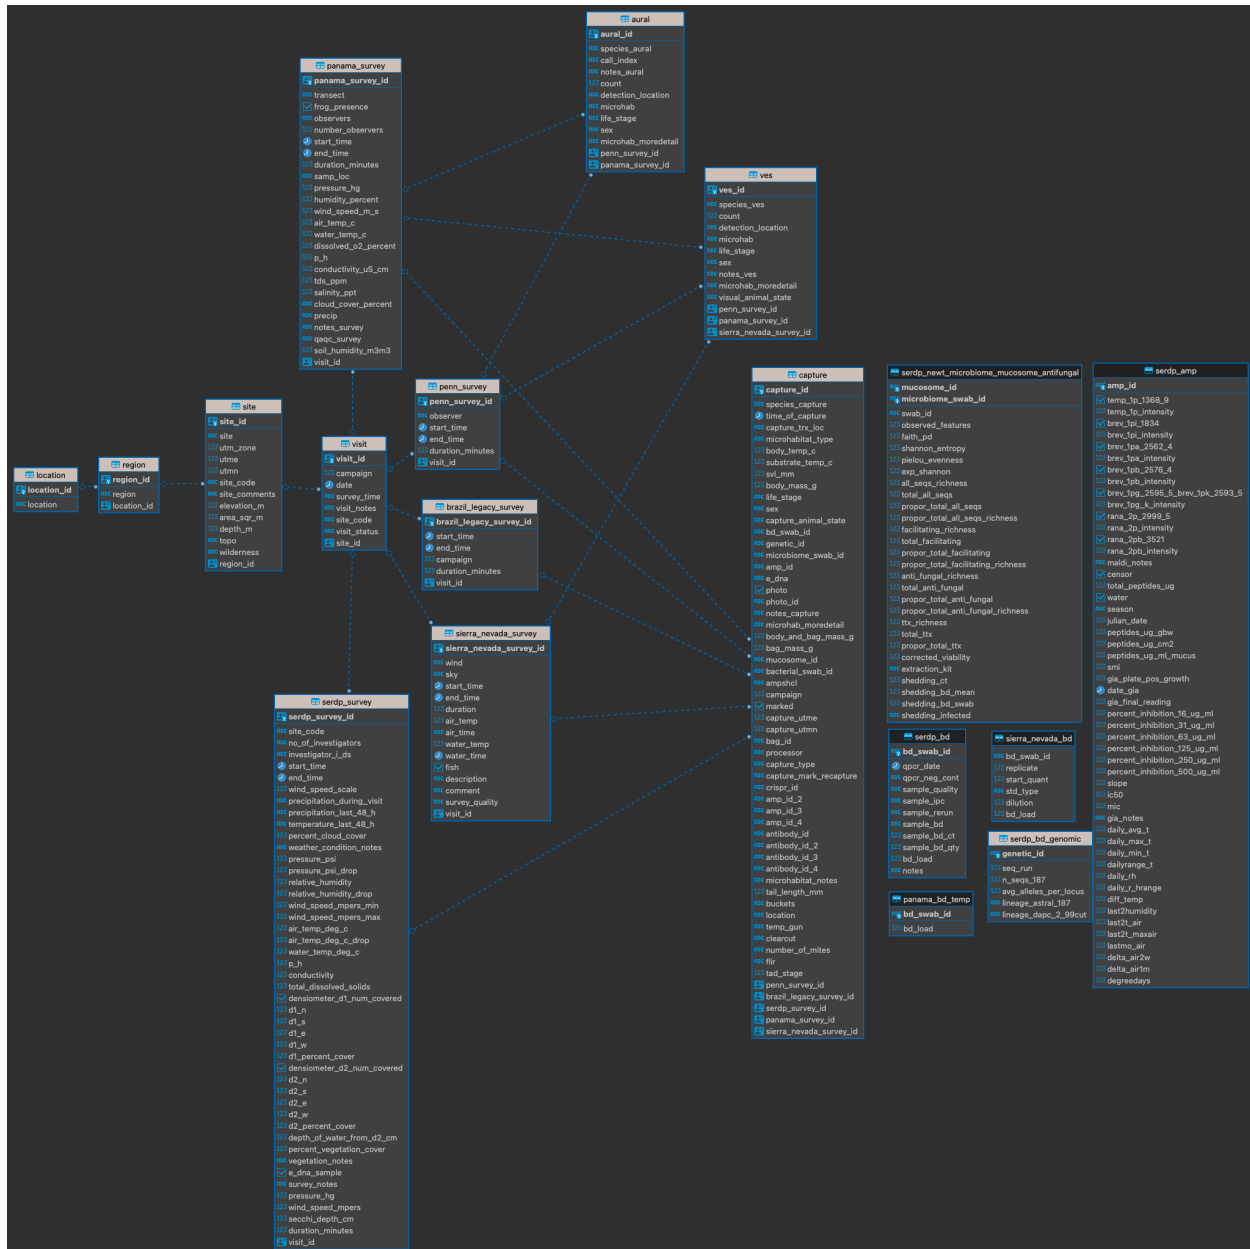 aural
aural_id
species_aural
call_index
notes_aural
count
detection_location
microhab
life_stage
sex
microhab_moredetail
penn_survey_id
panama_survey_id
panama_survey
panama_survey_id
transect
frog_presence
observers
number_observers
start_time
end_time
duration_minutes
samp_loc
pressure_hg
humidity_percent
wind_speed_m_s
air_temp_c
water_temp_c
dissolved_o2_percent
p_h
conductivity_uS_cm
tds_ppm
salinity_ppt
cloud_cover_percent
precip
notes_survey
qaqc_survey
soil_humidity_m3m3
visit_id
ves
ves_id
species_ves
count
detection_location
microhab
life_stage
sex
notes_ves
microhab_moredetail
visual_animal_state
penn_survey_id
panama_survey_id
sierra_nevada_survey_id
location
location_id
location
region
region_id
region
location_id
site
site_id
site
utm_zone
utme
utmn
site_code
site_comments
elevation_m
area_sqr_m
depth_m
topo
wilderness
region_id
visit
visit_id
campaign
date
survey_time
visit_notes
site_code
visit_status
site_id
penn_survey
penn_survey_id
observer
start_time
end_time
duration_minutes
visit_id
brazil_legacy_survey
brazil_legacy_survey_id
start_time
end_time
campaign
duration_minutes
visit_id
sierra_nevada_survey
sierra_nevada_survey_id
wind
sky
start_time
end_time
duration
air_temp
air_time
water_temp
water_time
fish
description
comment
survey_quality
visit_id
serdp_survey
serdp_survey_id
site_code
no_of_investigators
investigator_i_ds
start_time
end_time
wind_speed_scale
precipitation_during_visit
precipitation_last_48_h
temperature_last_48_h
percent_cloud_cover
weather_condition_notes
pressure_psi
pressure_psi_drop
relative_humidity
relative_humidity_drop
wind_speed_mpers_min
wind_speed_mpers_max
air_temp_deg_c
air_temp_deg_c_drop
water_temp_deg_c
p_h
conductivity
total_dissolved_solids
densiometer_d1_num_covered
d1_n
d1_s
d1_e
d1_w
d1_percent_cover
densiometer_d2_num_covered
d2_n
d2_s
d2_e
d2_w
d2_percent_cover
depth_of_water_from_d2_cm
percent_vegetation_cover
vegetation_notes
e_dna_sample
survey_notes
pressure_hg
wind_speed_mpers
secchi_depth_cm
duration_minutes
visit_id
capture
capture_id
species_capture
time_of_capture
capture_trx_loc
microhabitat_type
body_temp_c
substrate_temp_c
svl_mm
body_mass_g
life_stage
sex
capture_animal_state
bd_swab_id
genetic_id
microbiome_swab_id
amp_id
e_dna
photo
photo_id
notes_capture
microhab_moredetail
body_and_bag_mass_g
bag_mass_g
mucosome_id
bacterial_swab_id
ampshcl
campaign
marked
capture_utme
capture_utmn
bag_id
processor
capture_type
capture_mark_recapture
crispr_id
amp_id_2
amp_id_3
amp_id_4
antibody_id
antibody_id_2
antibody_id_3
antibody_id_4
microhabitat_notes
tail_length_mm
buckets
location
temp_gun
clearcut
number_of_mites
flir
tad_stage
penn_survey_id
brazil_legacy_survey_id
serdp_survey_id
panama_survey_id
sierra_nevada_survey_id
serdp_newt_microbiome_mucosome_antifungal
mucosome_id
microbiome_swab_id
swab_id
observed_features
faith_pd
shannon_entropy
pielou_evenness
exp_shannon
all_seqs_richness
total_all_seqs
propor_total_all_seqs
propor_total_all_seqs_richness
facilitating_richness
total_facilitating
propor_total_facilitating
propor_total_facilitating_richness
anti_fungal_richness
total_anti_fungal
propor_total_anti_fungal
propor_total_anti_fungal_richness
ttx_richness
total_ttx
propor_total_ttx
corrected_viability
extraction_kit
shedding_ct
shedding_bd_mean
shedding_bd_swab
shedding_infected
serdp_bd
bd_swab_id
qpcr_date
qpcr_neg_cont
sample_quality
sample_ipc
sample_rerun
sample_bd
sample_bd_ct
sample_bd_qty
bd_load
notes
sierra_nevada_bd
bd_swab_id
replicate
start_quant
std_type
dilution
bd_load
serdp_bd_genomic
genetic_id
seq_run
n_seqs_187
avg_alleles_per_locus
lineage_astral_187
lineage_dapc_2_99cut
panama_bd_temp
bd_swab_id
bd_load
serdp_amp
amp_id
temp_1p_1368_9
temp_1p_intensity
brev_1pi_1834
brev_1pi_intensity
brev_1pa_2562_4
brev_1pa_intensity
brev_1pb_2576_4
brev_1pb_intensity
brev_1pg_2595_5_brev_1pk_2593_5
brev_1pg_k_intensity
rana_2p_2999_5
rana_2p_intensity
rana_2pb_3521
rana_2pb_intensity
maldi_notes
censor
total_peptides_ug
water
season
julian_date
peptides_ug_gbw
peptides_ug_cm2
peptides_ug_ml_mucus
smi
gia_plate_pos_growth
date_gia
gia_final_reading
percent_inhibition_16_ug_ml
percent_inhibition_31_ug_ml
percent_inhibition_63_ug_ml
percent_inhibition_125_ug_ml
percent_inhibition_250_ug_ml
percent_inhibition_500_ug_ml
slope
ic50
mic
gia_notes
daily_avg_t
daily_max_t
daily_min_t
dailyrange_t
daily_rh
daily_r_hrange
diff_temp
last2humidity
last2t_air
last2t_maxair
lastmo_air
delta_air2w
delta_air1m
degreedays